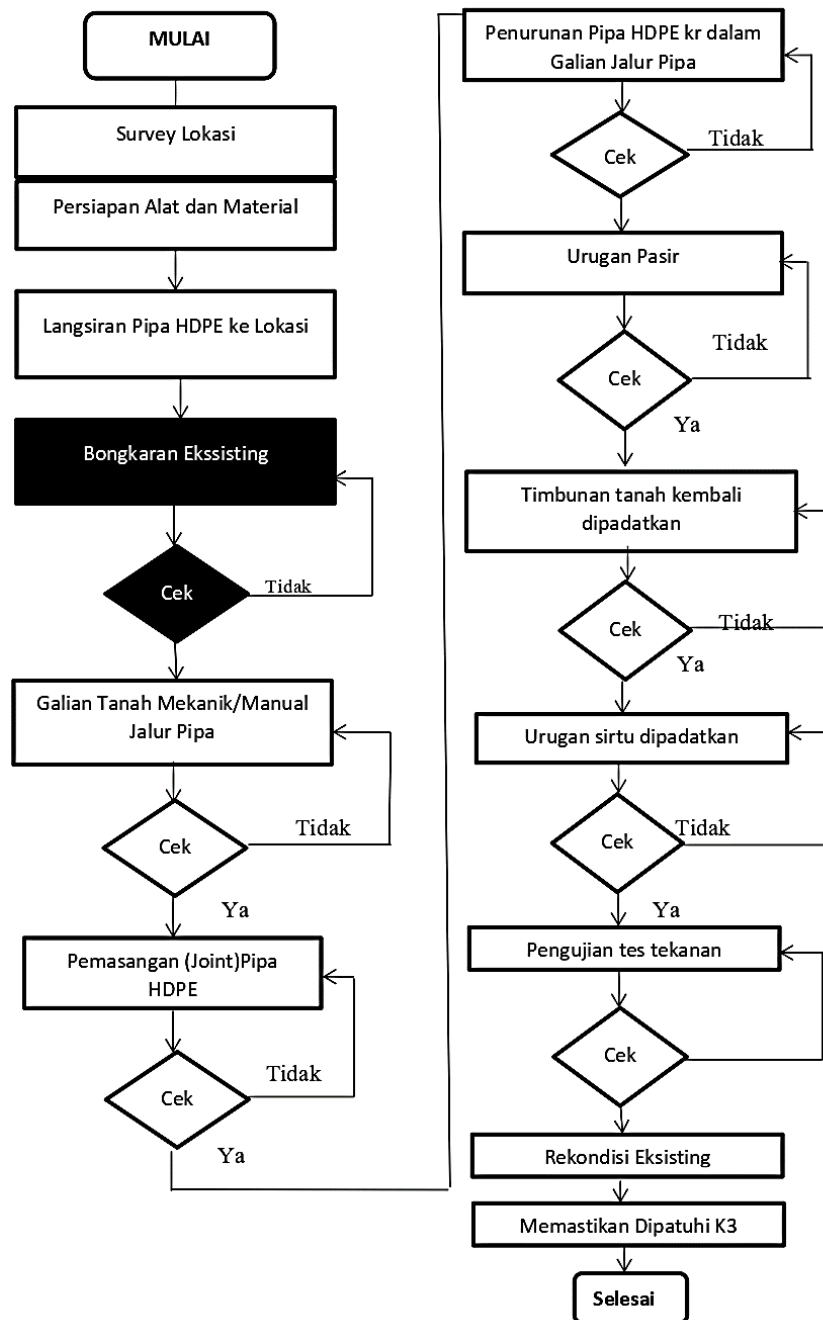 MULAI
Survey Lokasi
Persiapan Alat dan Material
Langsiran Pipa HDPE ke Lokasi
Bongkaran Ekssisting
Cek
Tidak
Galian Tanah Mekanik/Manual
Jalur Pipa
Cek
Tidak
Ya
Pemasangan (Joint)Pipa
HDPE
Cek
Tidak
Ya
Penurunan Pipa HDPE kr dalam
Galian Jalur Pipa
Cek
Tidak
Urugan Pasir
Cek
Tidak
Ya
Timbunan tanah kembali
dipadatkan
Cek
Tidak
Ya
Urugan sirtu dipadatkan
Cek
Tidak
Ya
Pengujian tes tekanan
Cek
Rekondisi Eksisting
Memastikan Dipatuhi K3
Selesai